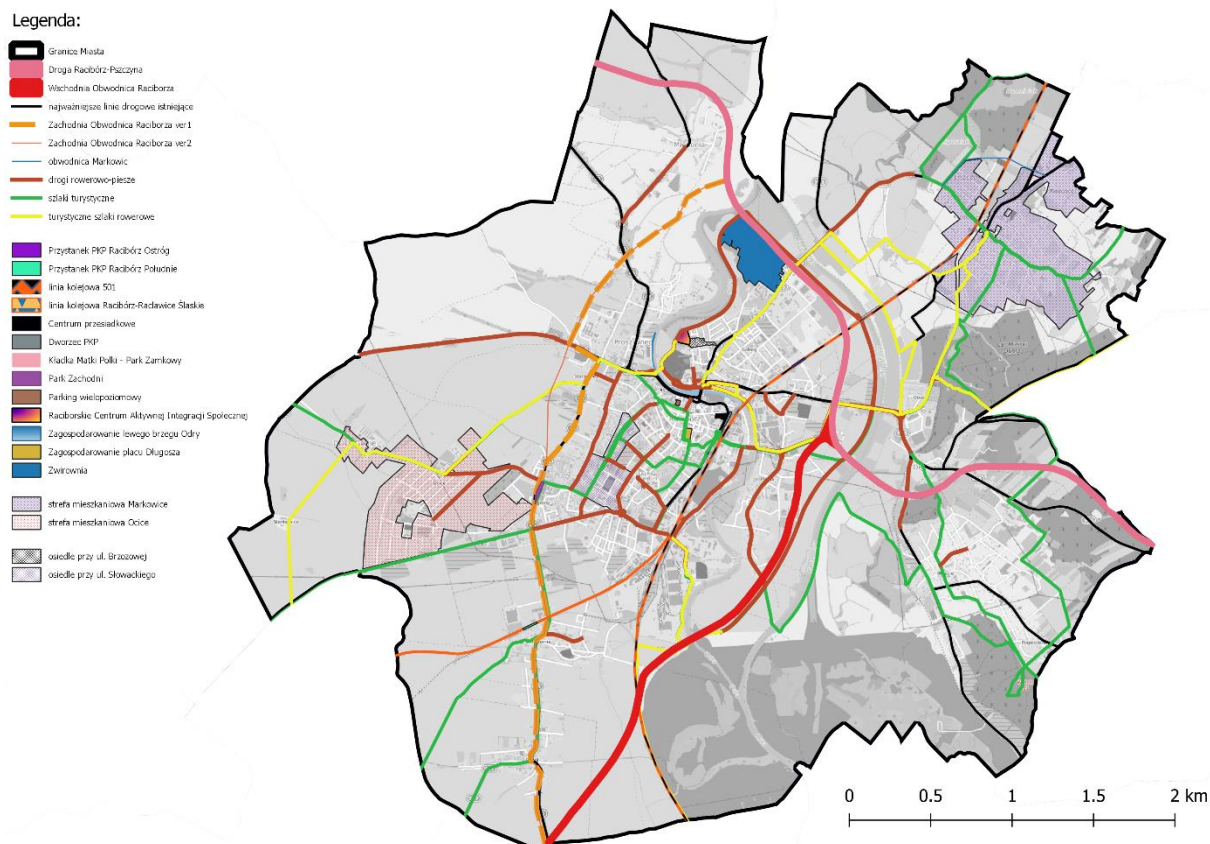 Legenda:
Granice Miasta
Droga Racibórz-Pszczyna
Wschodnia Obwodnica Raciborza
najważniejsze linie drogowe istniejące
Zachodnia Obwodnica Raciborza ver1
Zachodnia Obwodnica Raciborza ver2
obwodnica Markowic
drogi rowerowo-piesze
szlaki turystyczne
turystyczne szlaki rowerowe
Przystanek PKP Racibórz Ostróg
Przystanek PKP Racibórz Południe
linia kolejowa 501
linia kolejowa Racibórz-Racławice Śląskie
Centrum przesiadkowe
Dworzec PKP
Kładka Matki Polki - Park Zamkowy
Park Zachodni
Parking wielopoziomowy
Raciborskie Centrum Aktywnej Integracji Społecznej
Zagospodarowanie lewego brzegu Odry
Zagospodarowanie placu Długosza
Żwirownia
strefa mieszkaniowa Markowice
strefa mieszkaniowa Ocice
osiedle przy ul. Brzozowej
osiedle przy ul. Słowackiego
0 0.5 1 1.5 2 km